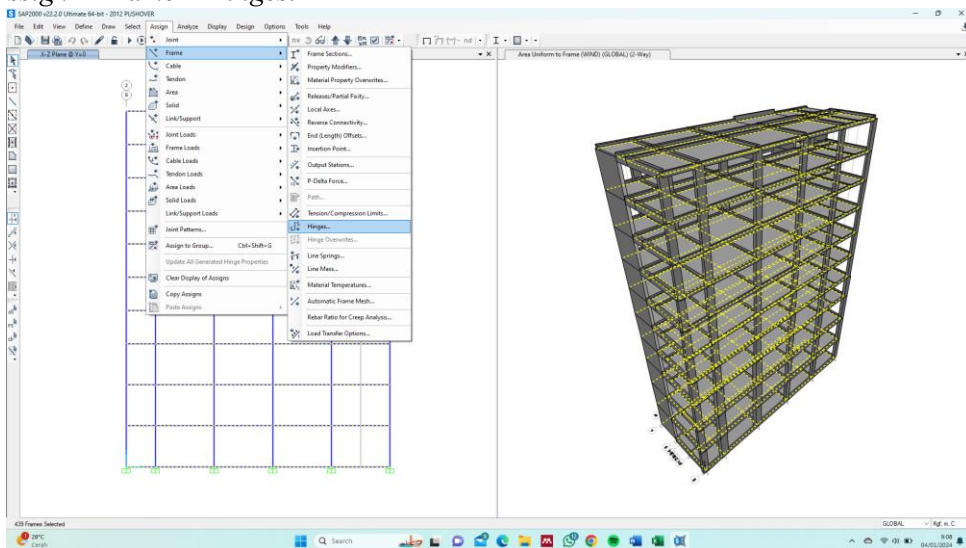 SAP2000 v22.2.0 Ultimate 64-bit - 2012 PUSHOVER
File Edit View Define Draw Select Assign Analyze Display Design Options Tools Help
X-Z Plane @ Y=0
Area Uniform to Frame (WIND) (GLOBAL) (2-Way)
Joint
Frame
Cable
Tendon
Area
Solid
Link/Support
Joint Loads
Frame Loads
Cable Loads
Tendon Loads
Area Loads
Solid Loads
Link/Support Loads
Joint Patterns...
Assign to Group... Ctrl+Shift+G
Update All Generated Hinge Properties
Clear Display of Assigns
Copy Assigns
Paste Assigns
Frame Sections...
Property Modifiers...
Material Property Overwrites...
Releases/Partial Fixity...
Local Axes...
Reverse Connectivity...
End (Length) Offsets...
Insertion Point...
Output Stations...
P-Delta Force...
Path...
Tension/Compression Limits...
Hinges...
Hinge Overwrites...
Line Springs...
Line Mass...
Material Temperatures...
Automatic Frame Mesh...
Rebar Ratio for Creep Analysis...
Load Transfer Options...
439 Frames Selected
GLOBAL
Kgf, m, C
28°C
Cerah
Search
9:08
04/01/2024